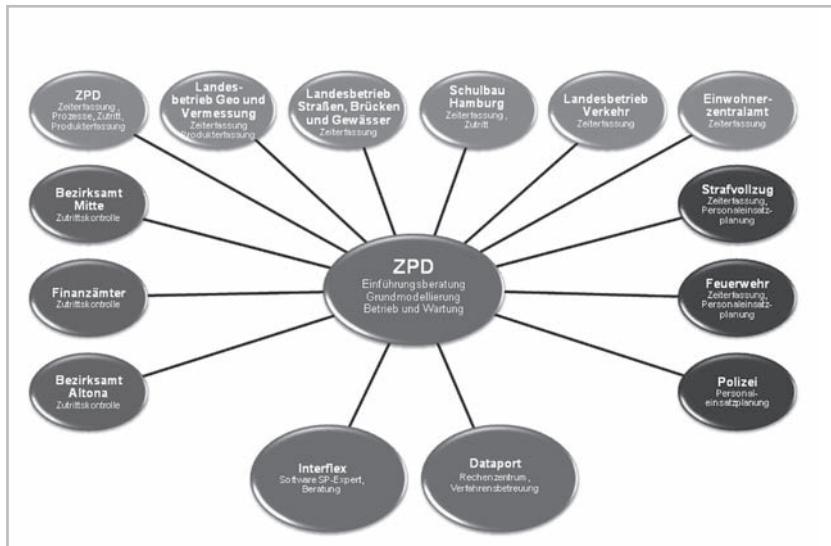 ZPD
Zeiterfassung,
Prozesse, Zutritt,
Produkterfassung
Landes-
betrieb Geo und
Vermessung
Zeiterfassung
Produkterfassung
Landesbetrieb
Straßen, Brücken
und Gewässer
Zeiterfassung
Schulbau
Hamburg
Zeiterfassung,
Zutritt
Landesbetrieb
Verkehr
Zeiterfassung
Einwohner-
zentralamt
Zeiterfassung
Bezirksamt
Mitte
Zutrittskontrolle
Strafvollzug
Zeiterfassung,
Personaleinsatz-
planung
ZPD
Einführungsberatung
Grundmodellierung
Betrieb und Wartung
Finanzämter
Zutrittskontrolle
Feuerwehr
Zeiterfassung,
Personaleinsatz-
planung
Bezirksamt
Altona
Zutrittskontrolle
Polizei
Personal-
einsatzplanung
Interflex
Software SP-Expert,
Beratung
Dataport
Rechenzentrum,
Verfahrensbetreuung